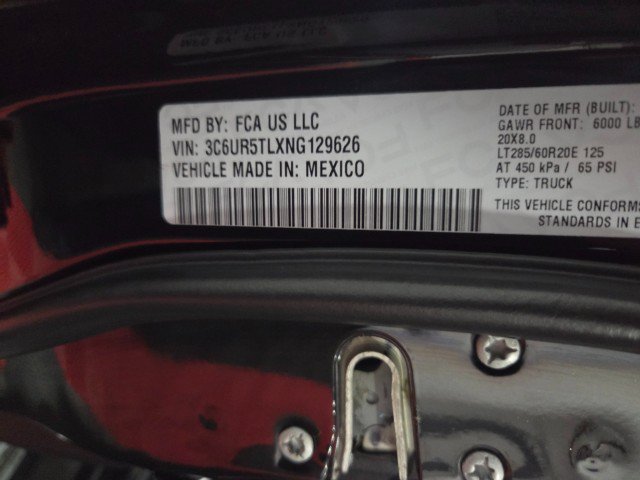 MFD BY: FCA US LLC
VIN: 3C6UR5TLXNG129626
VEHICLE MADE IN: MEXICO
DATE OF MFR (BUILT):
GAWR FRONT: 6000 LB
20X8.0
LT285/60R20E 125
AT 450 kPa / 65 PSI
TYPE: TRUCK
THIS VEHICLE CONFORMS
STANDARDS IN E